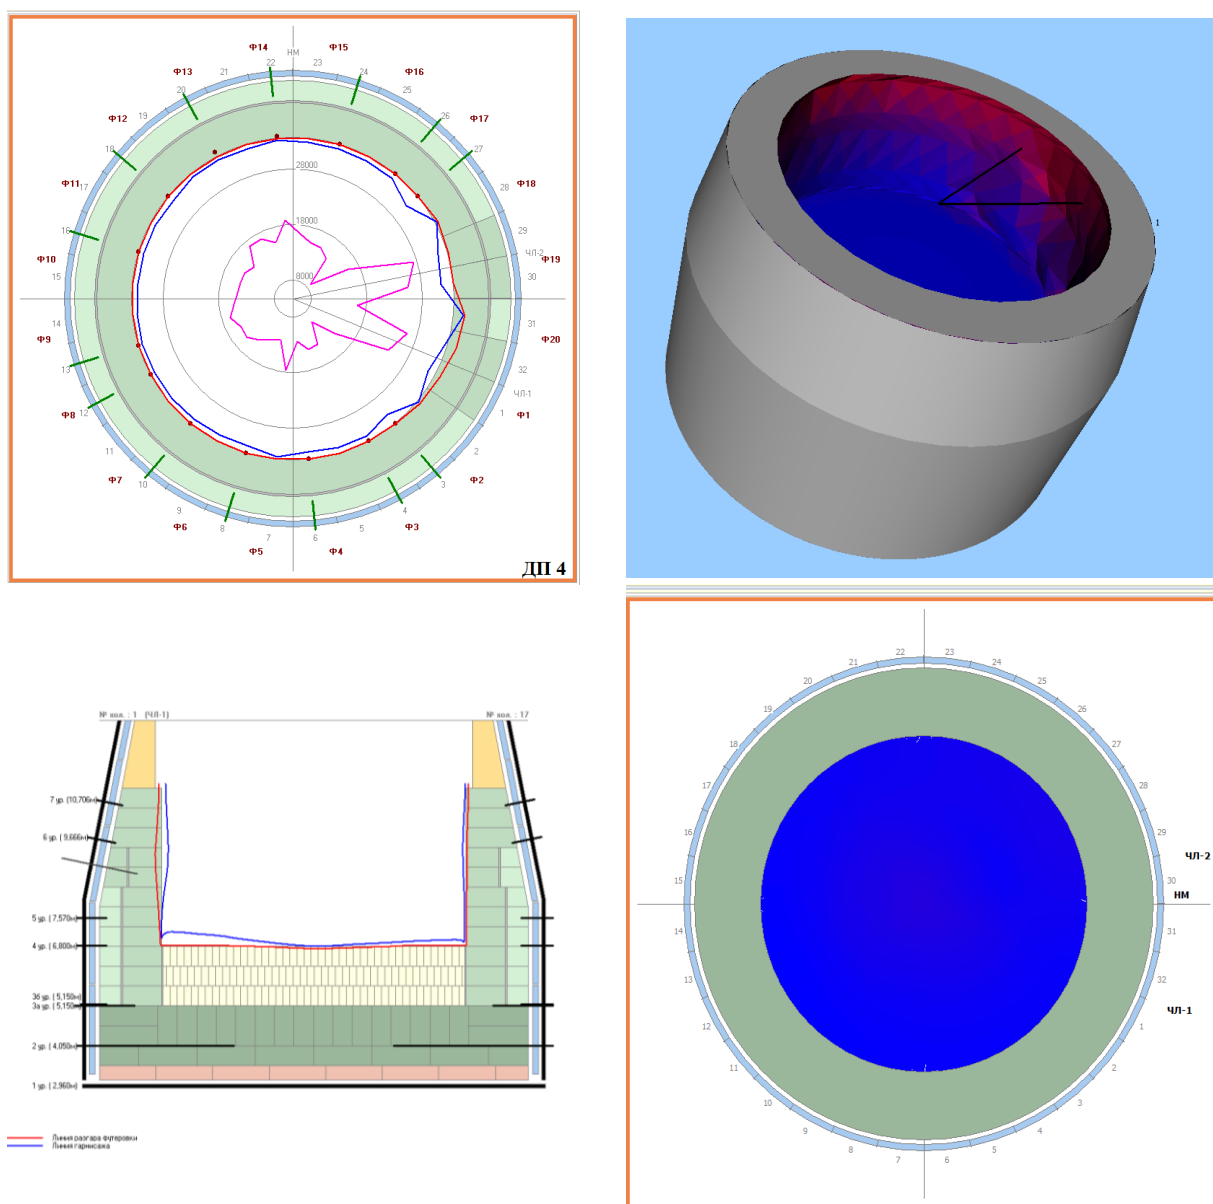 Ф14
НМ
Ф15
22
23
Ф13
21
24
Ф16
20
25
19
Ф12
26
Ф17
18
27
28000
Ф11
17
28
Ф18
18000
29
16
ЧЛ-2
Ф10
Ф19
15
8000
30
14
31
Ф9
Ф20
13
32
ЧЛ-1
Ф8
12
1
Ф1
11
2
Ф7
10
3
Ф2
9
4
Ф6
8
5
Ф3
Ф5
7
6
Ф4
ДП 4
1
№ хол. : 1 (ЧЛ-1)
№ хол. : 17
7 ур. (10,706м)
6 ур. ( 9,666м)
5 ур. ( 7,570м)
4 ур. ( 6,800м)
3б ур. ( 5,150м)
3а ур. ( 5,150м)
2 ур. ( 4,050м)
1 ур. ( 2,960м)
Линия разгара футеровки
Линия гарнисажа
22
23
21
24
20
25
19
26
18
27
17
28
16
29
ЧЛ-2
15
30
НМ
14
31
13
32
ЧЛ-1
12
1
11
2
10
3
9
4
8
7
6
5